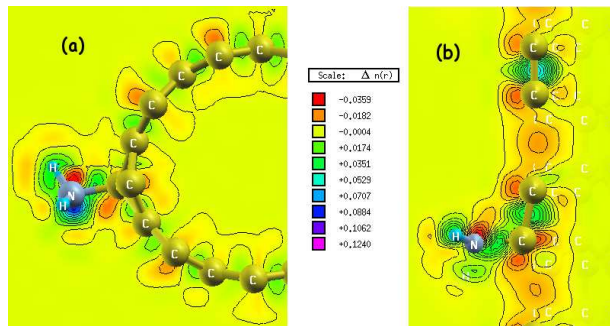 (a)
C C C
C
C
C
H
N
H
C
C
C C C
Scale: Δ n(r)
-0.0359
-0.0182
-0.0004
+0.0174
+0.0351
+0.0529
+0.0707
+0.0884
+0.1062
+0.1240
(b)
C
C
C
H
N
C